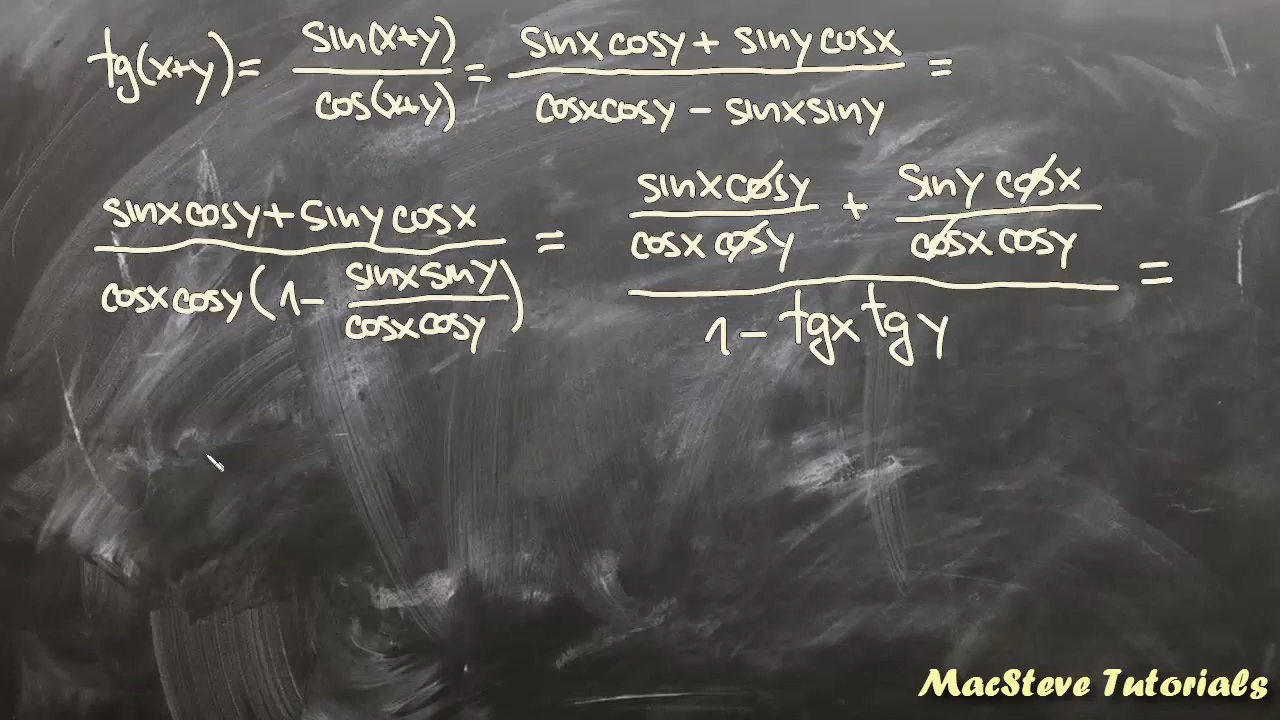 tg(x+y) = sin(x+y) / cos(x+y) = (sinx cosy + siny cosx) / (cosx cosy - sinx siny) =
(sinx cosy + siny cosx) / (cosx cosy (1 - (sinx siny) / (cosx cosy))) = ((sinx cosy) / (cosx cosy) + (siny cosx) / (cosx cosy)) / (1 - tgx tgy) =
MacSteve Tutorials